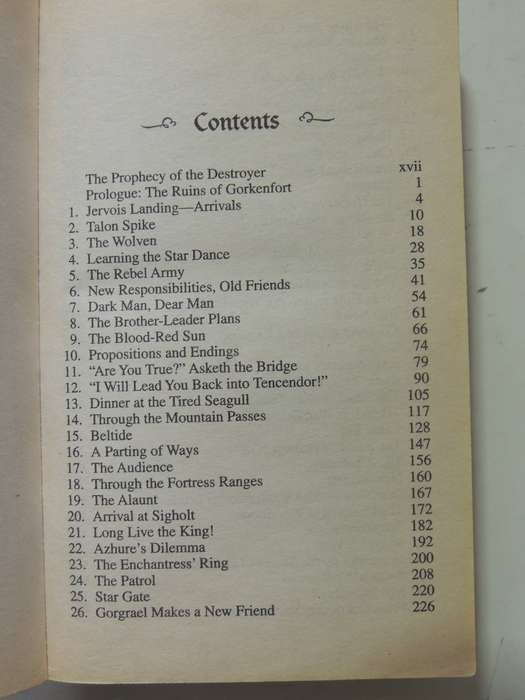 Contents
The Prophecy of the Destroyer xvii
Prologue: The Ruins of Gorkenfort 1
1. Jervois Landing—Arrivals 4
2. Talon Spike 10
3. The Wolven 18
4. Learning the Star Dance 28
5. The Rebel Army 35
6. New Responsibilities, Old Friends 41
7. Dark Man, Dear Man 54
8. The Brother-Leader Plans 61
9. The Blood-Red Sun 66
10. Propositions and Endings 74
11. “Are You True?” Asketh the Bridge 79
12. “I Will Lead You Back into Tencendor!” 90
13. Dinner at the Tired Seagull 105
14. Through the Mountain Passes 117
15. Beltide 128
16. A Parting of Ways 147
17. The Audience 156
18. Through the Fortress Ranges 160
19. The Alaunt 167
20. Arrival at Sigholt 172
21. Long Live the King! 182
22. Azhure's Dilemma 192
23. The Enchantress' Ring 200
24. The Patrol 208
25. Star Gate 220
26. Gorgrael Makes a New Friend 226